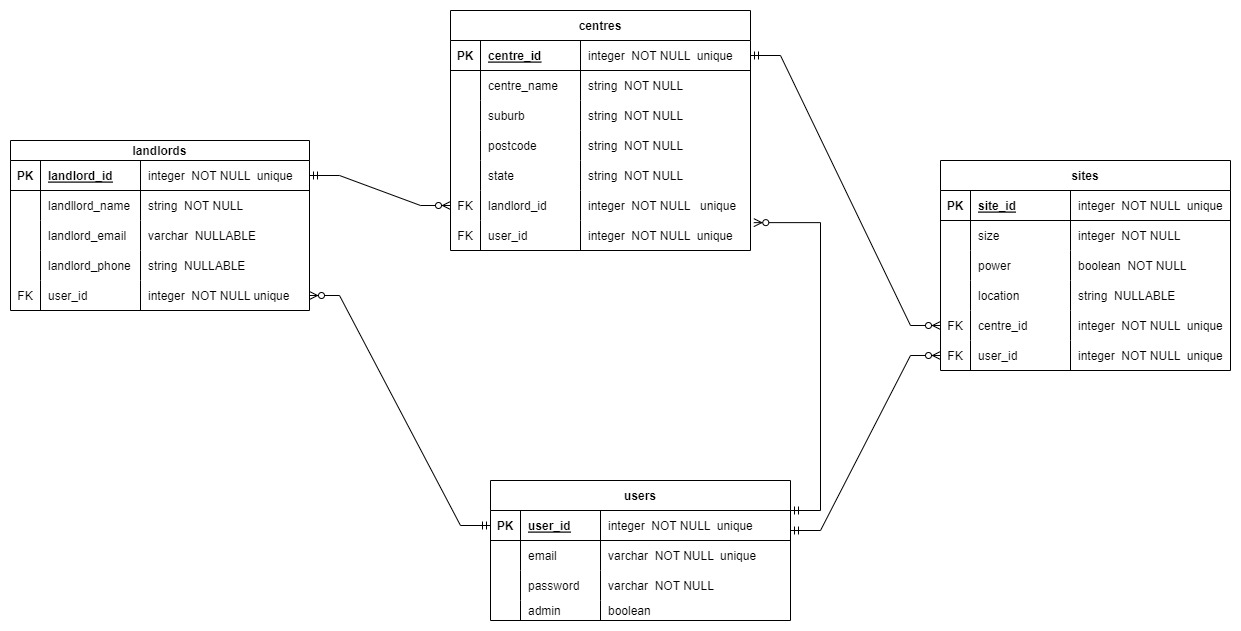 centres
PK centre_id integer NOT NULL unique
centre_name string NOT NULL
suburb string NOT NULL
postcode string NOT NULL
state string NOT NULL
FK landlord_id integer NOT NULL unique
FK user_id integer NOT NULL unique
landlords
PK landlord_id integer NOT NULL unique
landllord_name string NOT NULL
landlord_email varchar NULLABLE
landlord_phone string NULLABLE
FK user_id integer NOT NULL unique
sites
PK site_id integer NOT NULL unique
size integer NOT NULL
power boolean NOT NULL
location string NULLABLE
FK centre_id integer NOT NULL unique
FK user_id integer NOT NULL unique
users
PK user_id integer NOT NULL unique
email varchar NOT NULL unique
password varchar NOT NULL
admin boolean